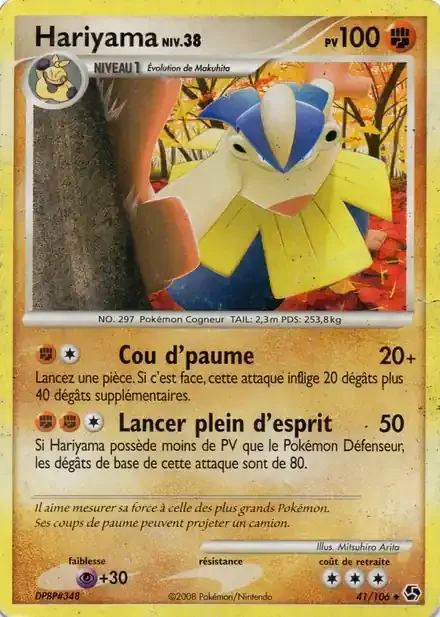 Hariyama NIV.38 PV 100
NIVEAU 1 Évolution de Makuhita
NO. 297 Pokémon Cogneur TAIL: 2,3m PDS: 253,8kg
Cou d'paume 20+
Lancez une pièce. Si c'est face, cette attaque inflige 20 dégâts plus
40 dégâts supplémentaires.
Lancer plein d'esprit 50
Si Hariyama possède moins de PV que le Pokémon Défenseur,
les dégâts de base de cette attaque sont de 80.
Il aime mesurer sa force à celle des plus grands Pokémon.
Ses coups de paume peuvent projeter un camion.
Illus. Mitsuhiro Arita
faiblesse résistance coût de retraite
+30
DPBP#348 ©2008 Pokémon/Nintendo 41/106